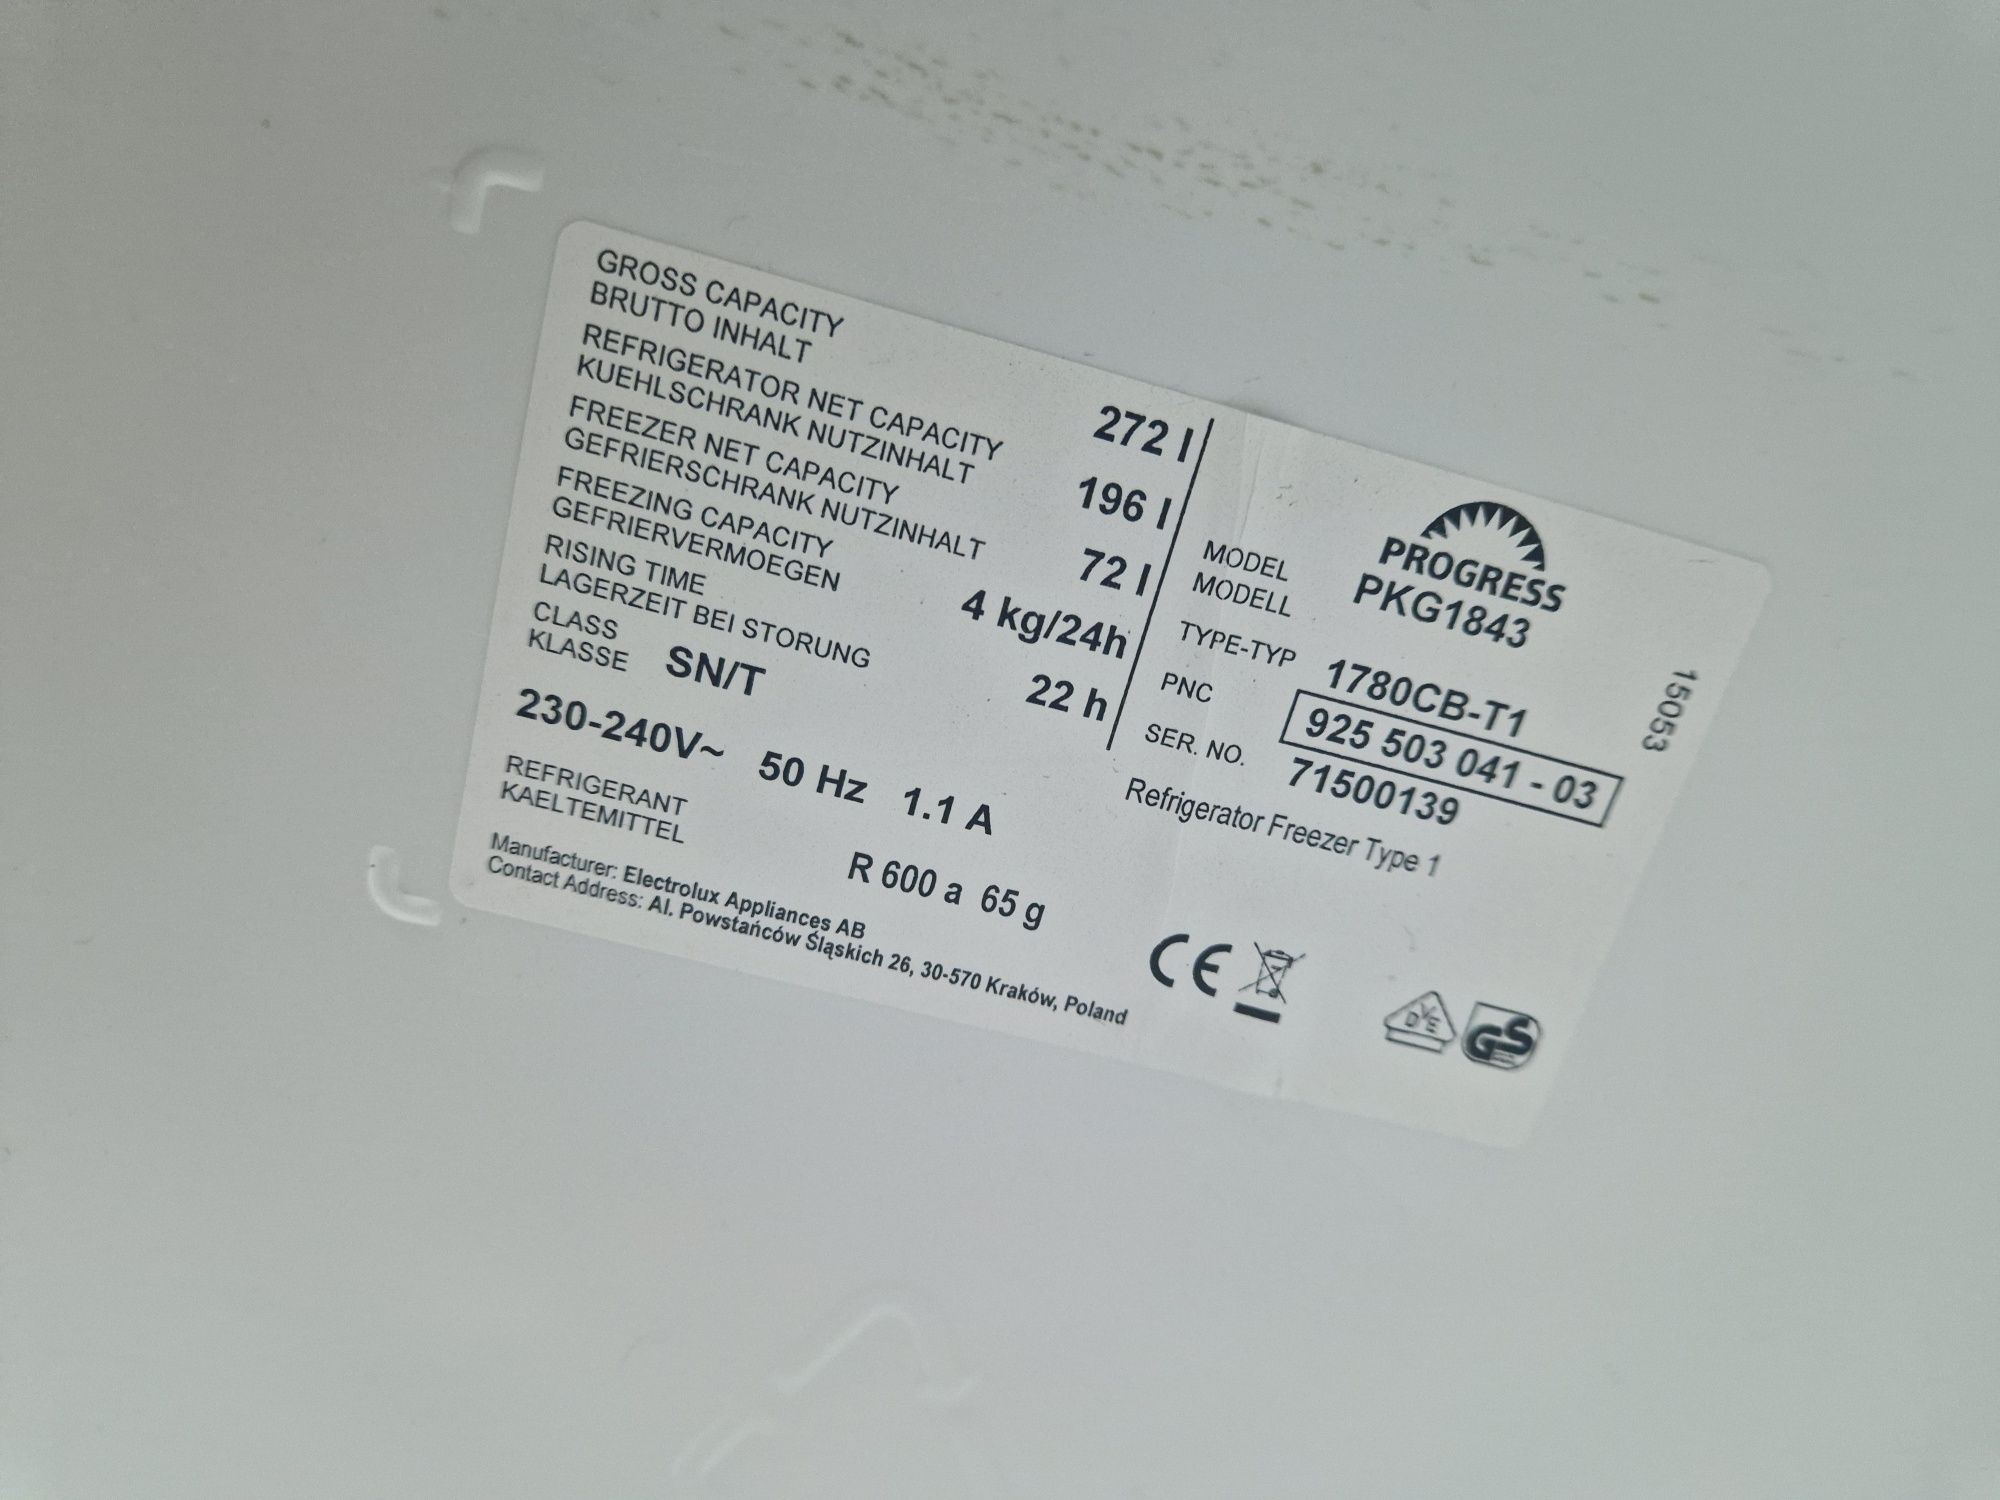 GROSS CAPACITY
BRUTTO INHALT 272 l
REFRIGERATOR NET CAPACITY
KUEHLSCHRANK NUTZINHALT 196 l
FREEZER NET CAPACITY
GEFRIERSCHRANK NUTZINHALT 72 l
FREEZING CAPACITY
GEFRIERVERMOEGEN 4 kg/24h
RISING TIME
LAGERZEIT BEI STORUNG 22 h
CLASS
KLASSE SN/T
230-240V~ 50 Hz 1.1 A
REFRIGERANT
KAELTEMITTEL R 600 a 65 g
Manufacturer: Electrolux Appliances AB
Contact Address: Al. Powstańców Śląskich 26, 30-570 Kraków, Poland
PROGRESS
MODEL
MODELL PKG1843
TYPE-TYP 1780CB-T1
PNC 925 503 041 - 03
SER. NO. 71500139
Refrigerator Freezer Type 1
15053
CE
DVE
GS